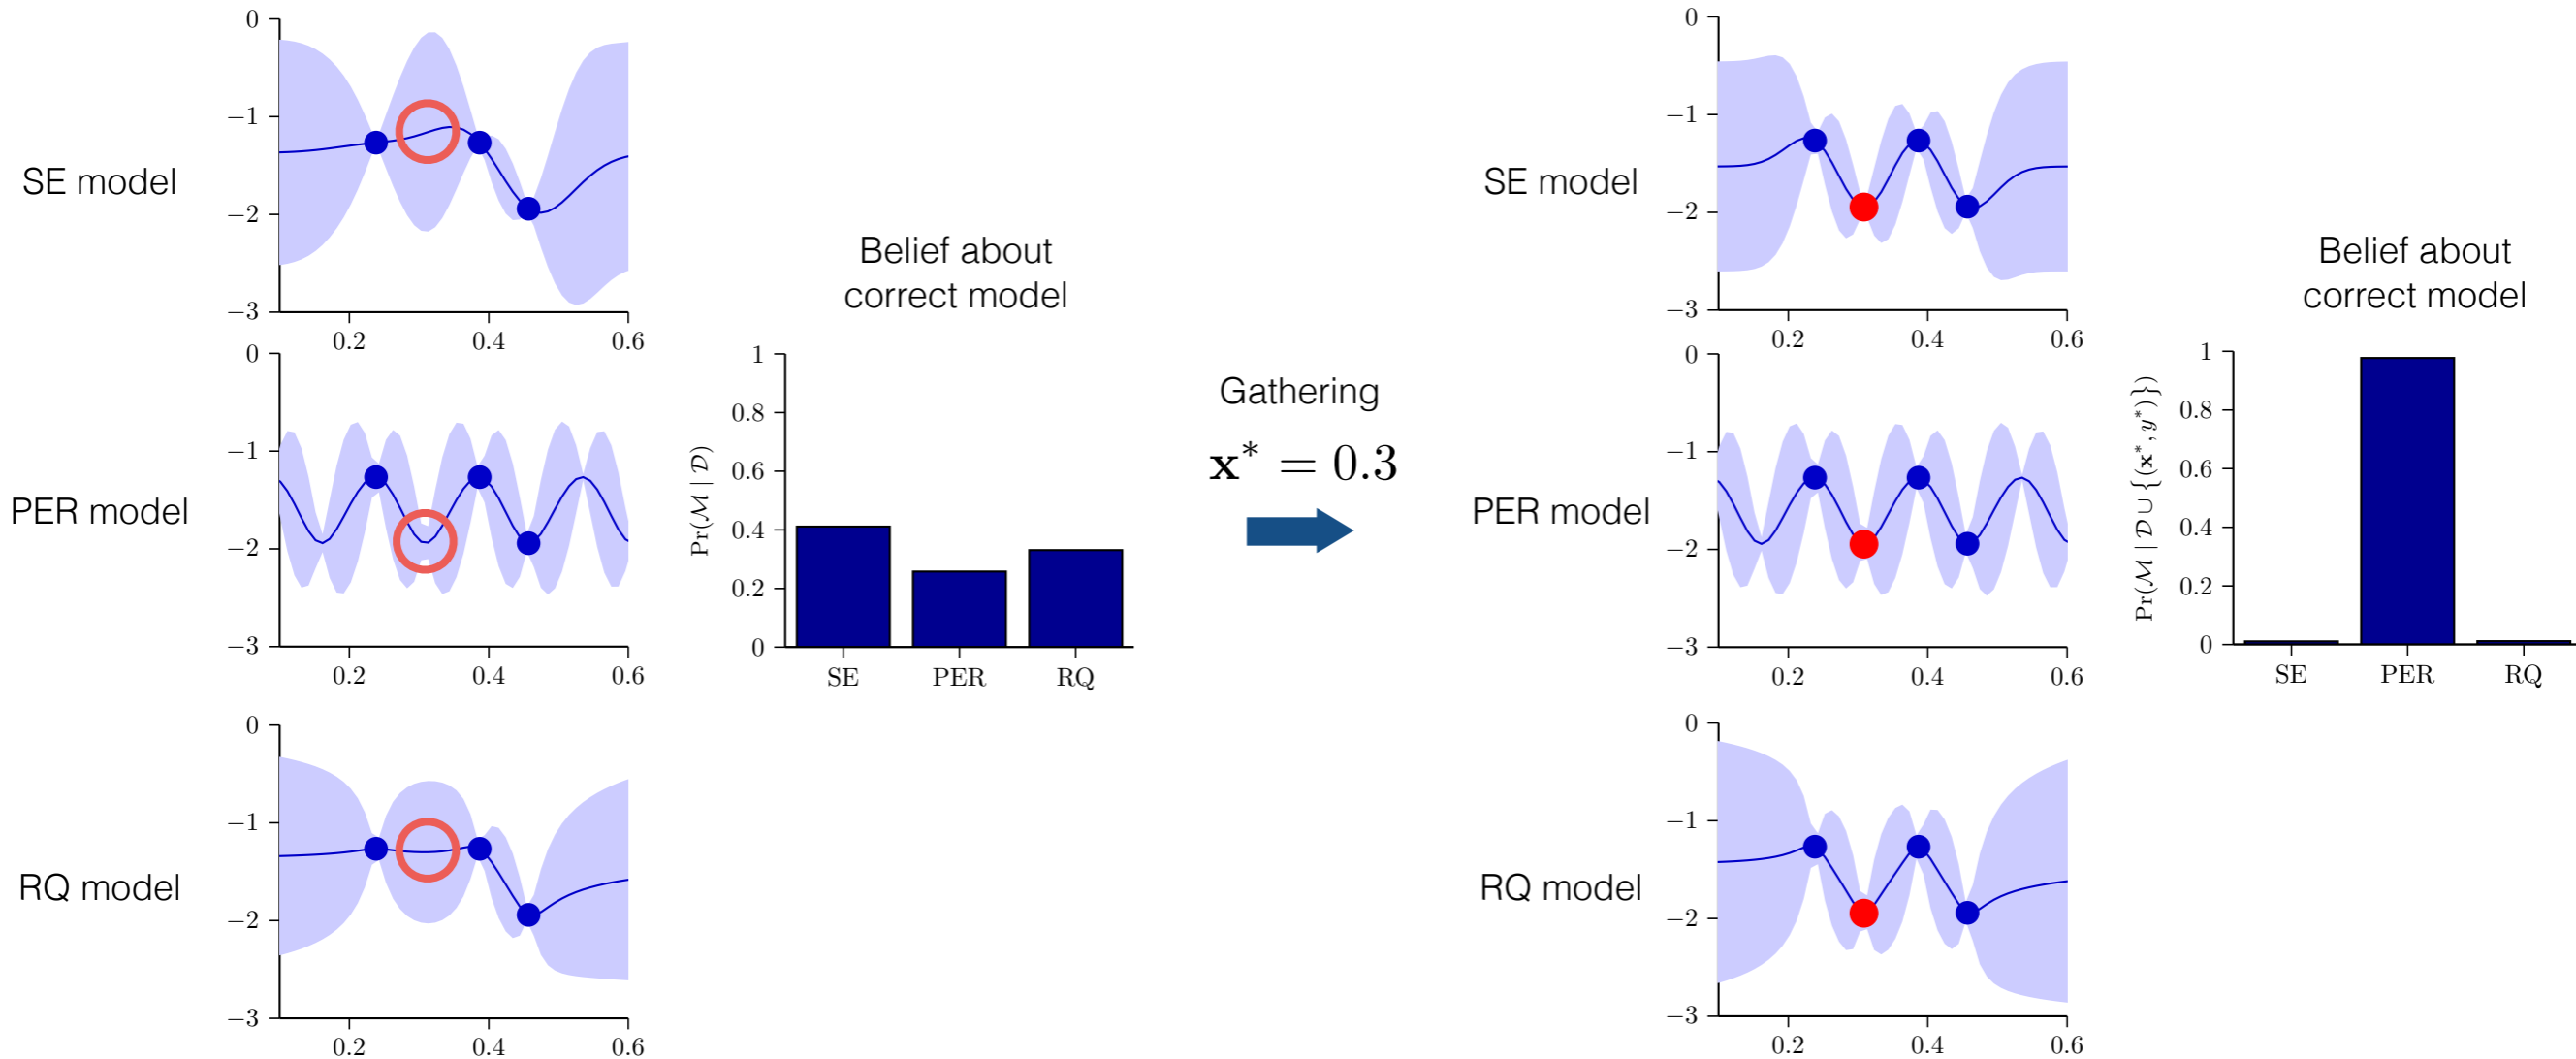 SE model
0
−1
−2
−3
0.2
0.4
0.6
PER model
0
−1
−2
−3
0.2
0.4
0.6
RQ model
0
−1
−2
−3
0.2
0.4
0.6
Belief about
correct model
Pr(M | D)
1
0.8
0.6
0.4
0.2
0
SE
PER
RQ
Gathering
x* = 0.3
SE model
0
−1
−2
−3
0.2
0.4
0.6
PER model
0
−1
−2
−3
0.2
0.4
0.6
RQ model
0
−1
−2
−3
0.2
0.4
0.6
Belief about
correct model
Pr(M | D ∪ {(x*, y*)})
1
0.8
0.6
0.4
0.2
0
SE
PER
RQ